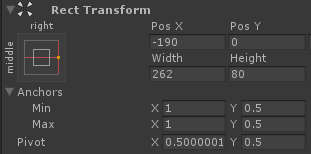 Rect Transform
right
Pos X Pos Y
middle
-190 0
Width Height
262 80
Anchors
Min X 1 Y 0.5
Max X 1 Y 0.5
Pivot X 0.5000001 Y 0.5